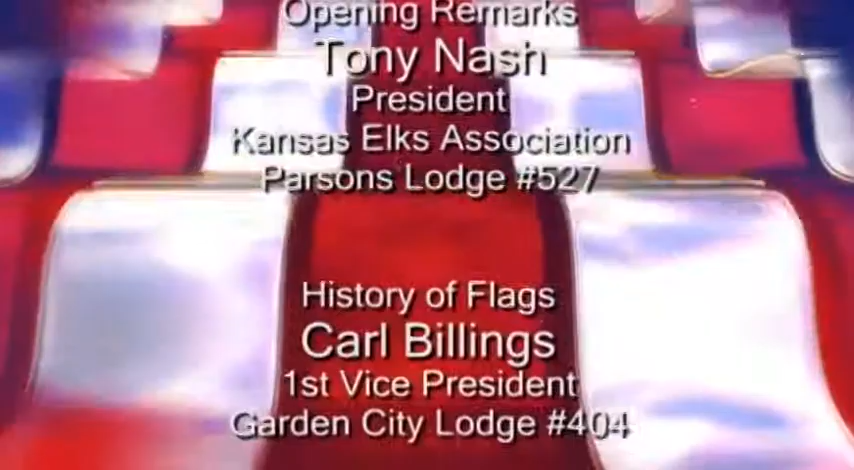 Opening Remarks
Tony Nash
President
Kansas Elks Association
Parsons Lodge #527
History of Flags
Carl Billings
1st Vice President
Garden City Lodge #404